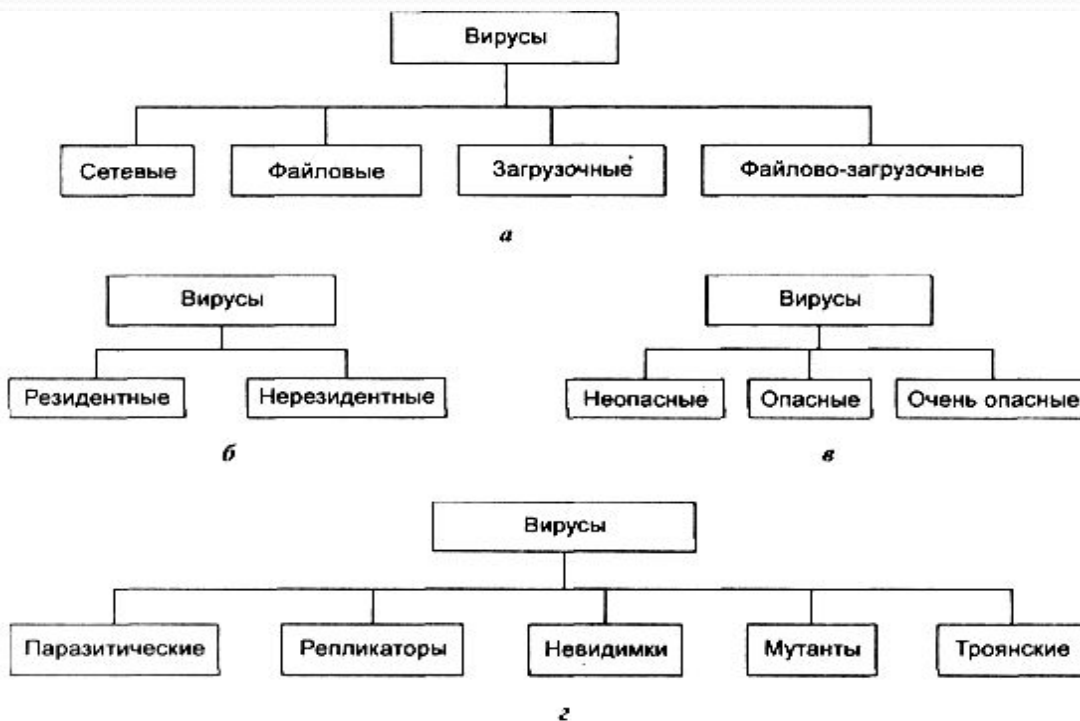 Вирусы
Сетевые Файловые Загрузочные Файлово-загрузочные
а
Вирусы Вирусы
Резидентные Нерезидентные Неопасные Опасные Очень опасные
б в
Вирусы
Паразитические Репликаторы Невидимки Мутанты Троянские
г